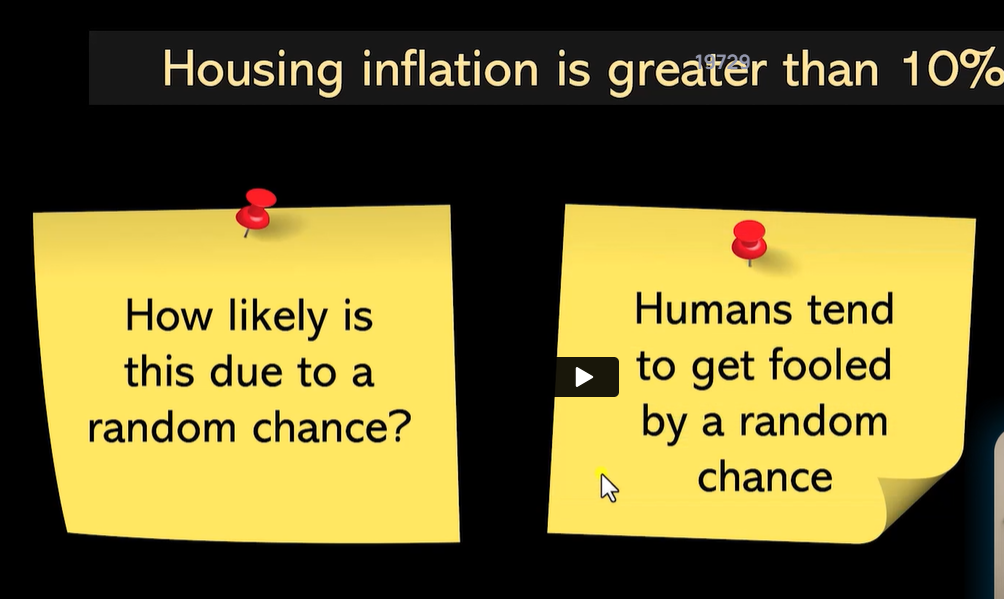 Housing inflation is greater than 10%
19729
How likely is
this due to a
random chance?
Humans tend
to get fooled
by a random
chance